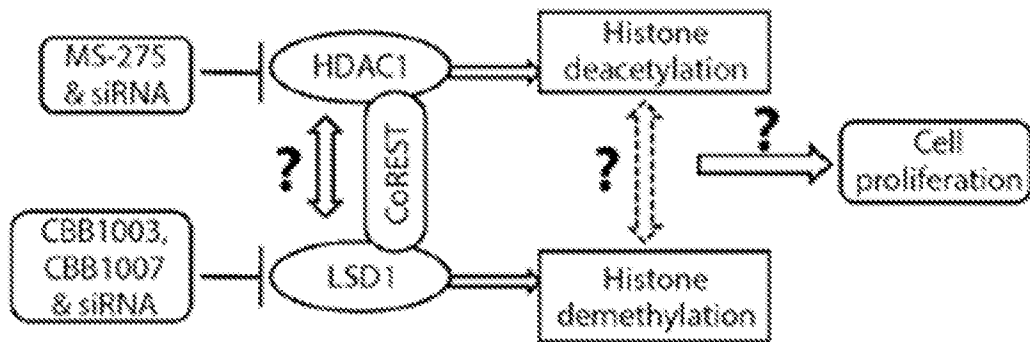 MS-275
& siRNA
HDAC1
Histone
deacetylation
?
CoREST
?
?
Cell
proliferation
CBB1003,
CBB1007
& siRNA
LSD1
Histone
demethylation